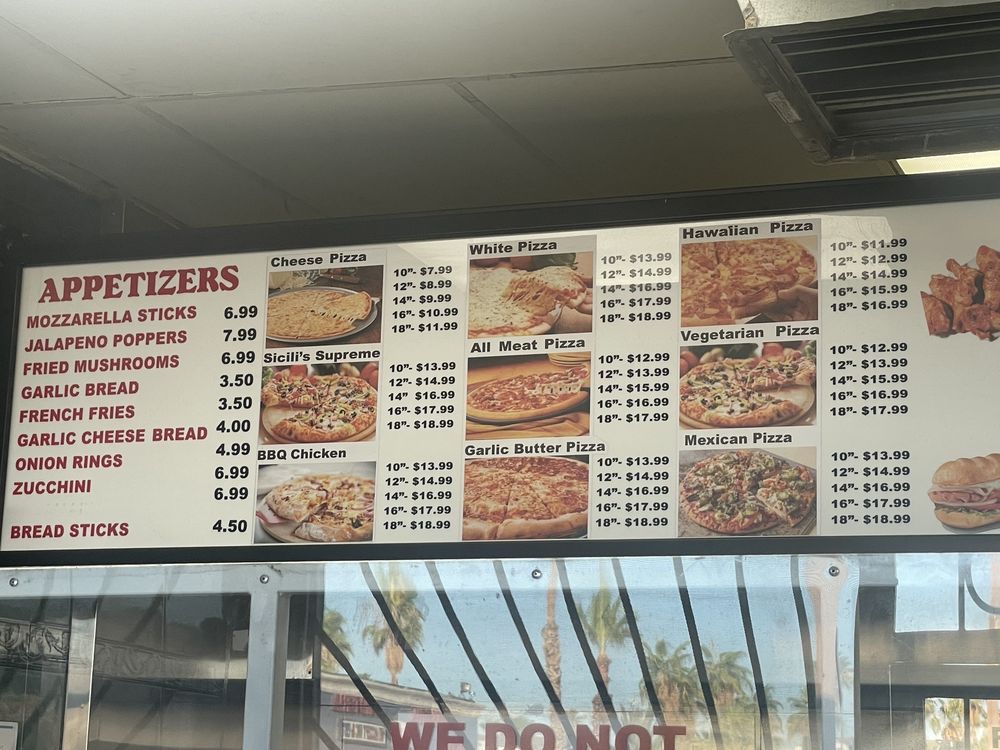 APPETIZERS
MOZZARELLA STICKS 6.99
JALAPENO POPPERS 7.99
FRIED MUSHROOMS 6.99
GARLIC BREAD 3.50
FRENCH FRIES 3.50
GARLIC CHEESE BREAD 4.00
ONION RINGS 4.99
ZUCCHINI 6.99
6.99
BREAD STICKS 4.50
Cheese Pizza
10"- $7.99
12"- $8.99
14"- $9.99
16"- $10.99
18"- $11.99
Sicili's Supreme
10"- $13.99
12"- $14.99
14" $16.99
16"- $17.99
18"- $18.99
BBQ Chicken
10"- $13.99
12"- $14.99
14"- $16.99
16"- $17.99
18"- $18.99
White Pizza
10"- $13.99
12"- $14.99
14"- $16.99
16"- $17.99
18"- $18.99
All Meat Pizza
10"- $12.99
12"- $13.99
14"- $15.99
16"- $16.99
18"- $17.99
Garlic Butter Pizza
10"- $13.99
12"- $14.99
14"- $16.99
16"- $17.99
18"- $18.99
Hawaiian Pizza
10"- $11.99
12"- $12.99
14"- $14.99
16"- $15.99
18"- $16.99
Vegetarian Pizza
10"- $12.99
12"- $13.99
14"- $15.99
16"- $16.99
18"- $17.99
Mexican Pizza
10"- $13.99
12"- $14.99
14"- $16.99
16"- $17.99
18"- $18.99
WE DO NOT